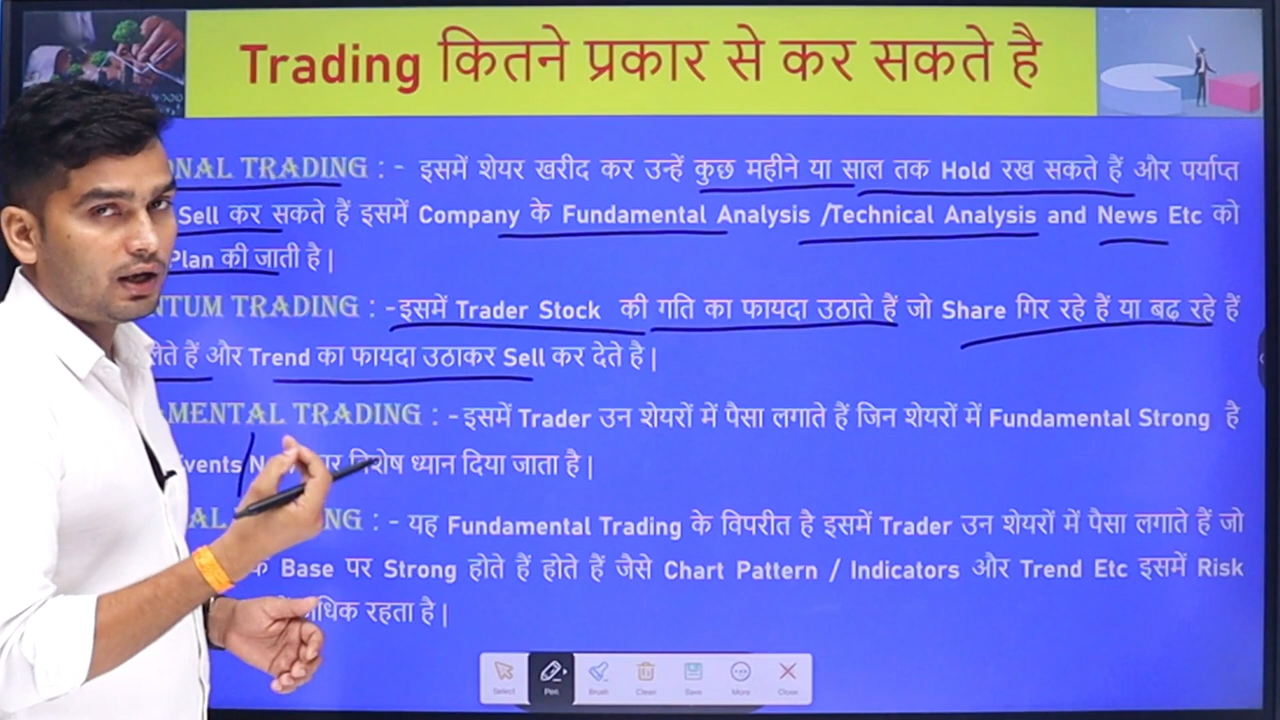 Trading कितने प्रकार से कर सकते है
NAL TRADING : - इसमें शेयर खरीद कर उन्हें कुछ महीने या साल तक Hold रख सकते हैं और पर्याप्त
Sell कर सकते हैं इसमें Company के Fundamental Analysis /Technical Analysis and News Etc को
Plan की जाती है |
NTUM TRADING : -इसमें Trader Stock की गति का फायदा उठाते हैं जो Share गिर रहे हैं या बढ़ रहे हैं
लेते हैं और Trend का फायदा उठाकर Sell कर देते है |
MENTAL TRADING : -इसमें Trader उन शेयरों में पैसा लगाते हैं जिन शेयरों में Fundamental Strong है
vents पर विशेष ध्यान दिया जाता है |
AL NG : - यह Fundamental Trading के विपरीत है इसमें Trader उन शेयरों में पैसा लगाते हैं जो
के Base पर Strong होते हैं होते हैं जैसे Chart Pattern / Indicators और Trend Etc इसमें Risk
अधिक रहता है |
Select Pen Brush Clean Save More Close